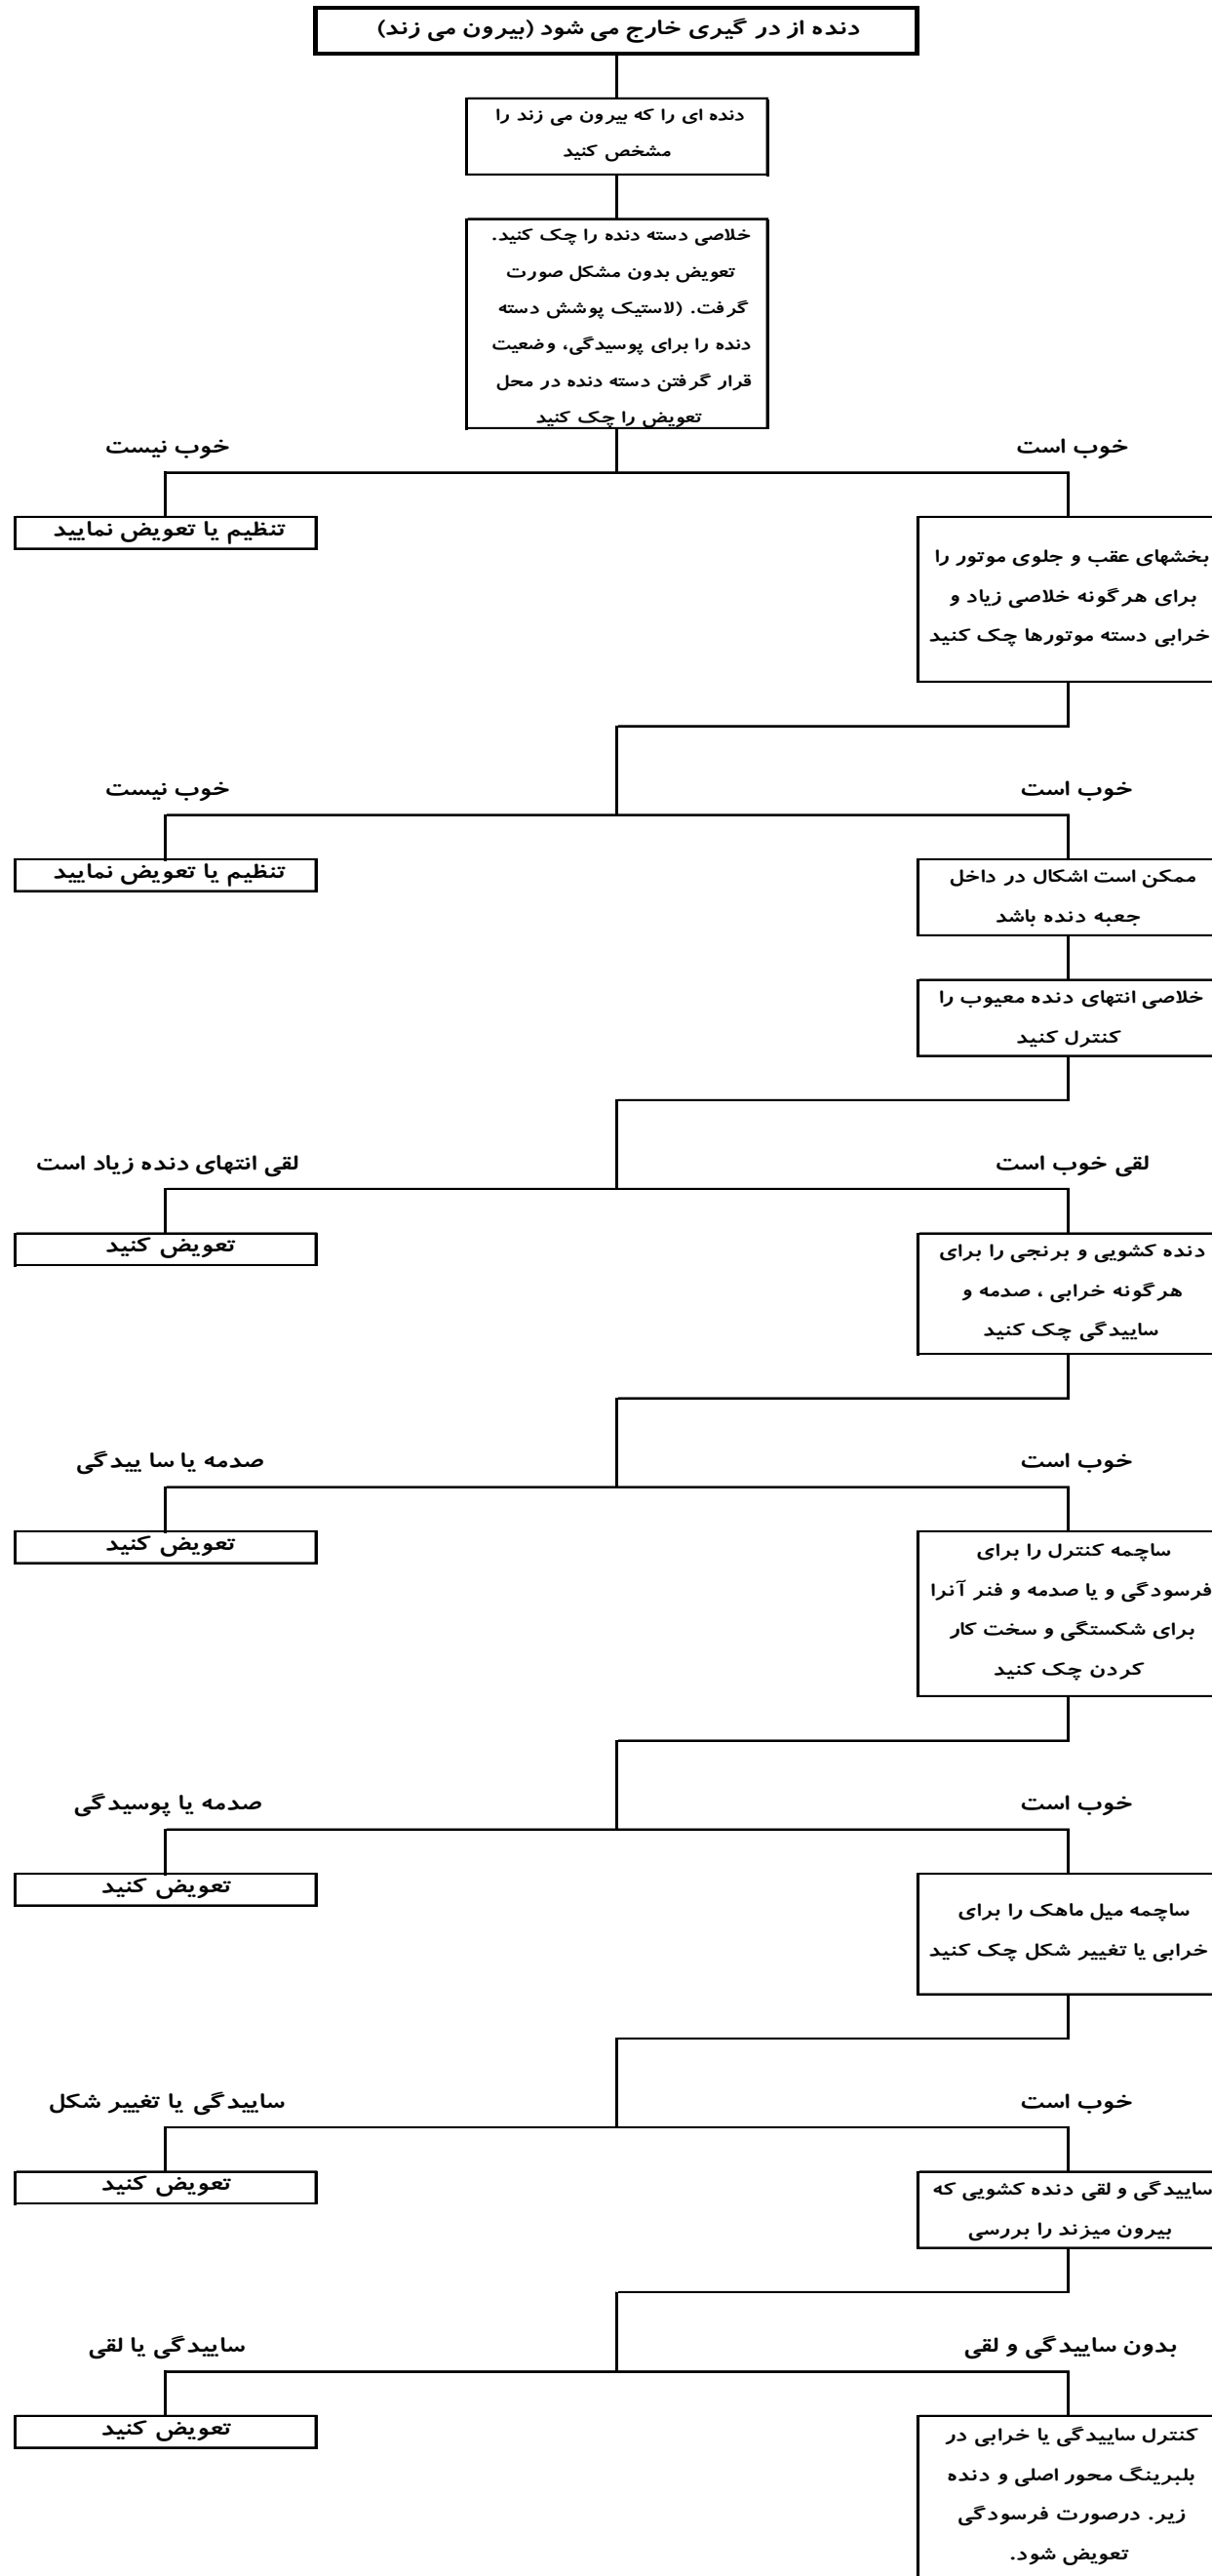 دنده از در گیری خارج می شود (بیرون می زند)
دنده ای را که بیرون می زند را
مشخص کنید
خلاصی دسته دنده را چک کنید.
تعویض بدون مشکل صورت
گرفت. (لاستیک پوشش دسته
دنده را برای پوسیدگی، وضعیت
قرار گرفتن دسته دنده در محل
تعویض را چک کنید
خوب است
خوب نیست
تنظیم یا تعویض نمایید
بخشهای عقب و جلوی موتور را
برای هرگونه خلاصی زیاد و
خرابی دسته موتورها چک کنید
خوب است
خوب نیست
تنظیم یا تعویض نمایید
ممکن است اشکال در داخل
جعبه دنده باشد
خلاصی انتهای دنده معیوب را
کنترل کنید
لقی خوب است
لقی انتهای دنده زیاد است
تعویض کنید
دنده کشویی و برنجی را برای
هرگونه خرابی ، صدمه و
ساییدگی چک کنید
خوب است
صدمه یا سا ییدگی
تعویض کنید
ساچمه کنترل را برای
فرسودگی و یا صدمه و فنر آنرا
برای شکستگی و سخت کار
کردن چک کنید
خوب است
صدمه یا پوسیدگی
تعویض کنید
ساچمه میل ماهک را برای
خرابی یا تغییر شکل چک کنید
خوب است
ساییدگی یا تغییر شکل
تعویض کنید
ساییدگی و لقی دنده کشویی که
بیرون میزند را بررسی
بدون ساییدگی و لقی
ساییدگی یا لقی
تعویض کنید
کنترل ساییدگی یا خرابی در
بلبرینگ محور اصلی و دنده
زیر. درصورت فرسودگی
تعویض شود.